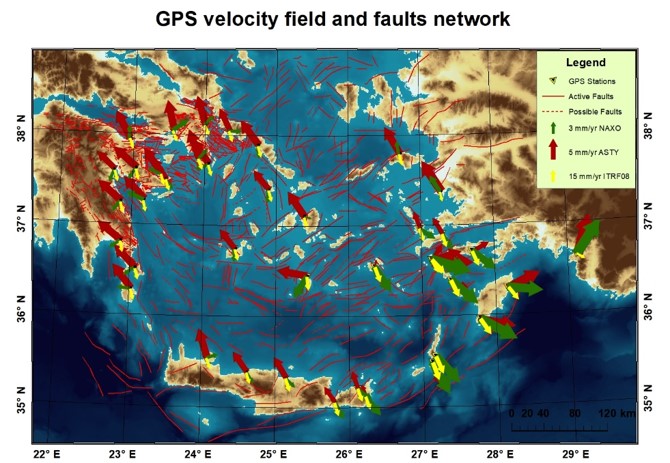 GPS velocity field and faults network
Legend
GPS Stations
Active Faults
Possible Faults
3 mm/yr NAXO
5 mm/yr ASTY
15 mm/yr ITRF08
38° N
37° N
36° N
35° N
38° N
37° N
36° N
35° N
0 20 40 80 120 km
22° E 23° E 24° E 25° E 26° E 27° E 28° E 29° E